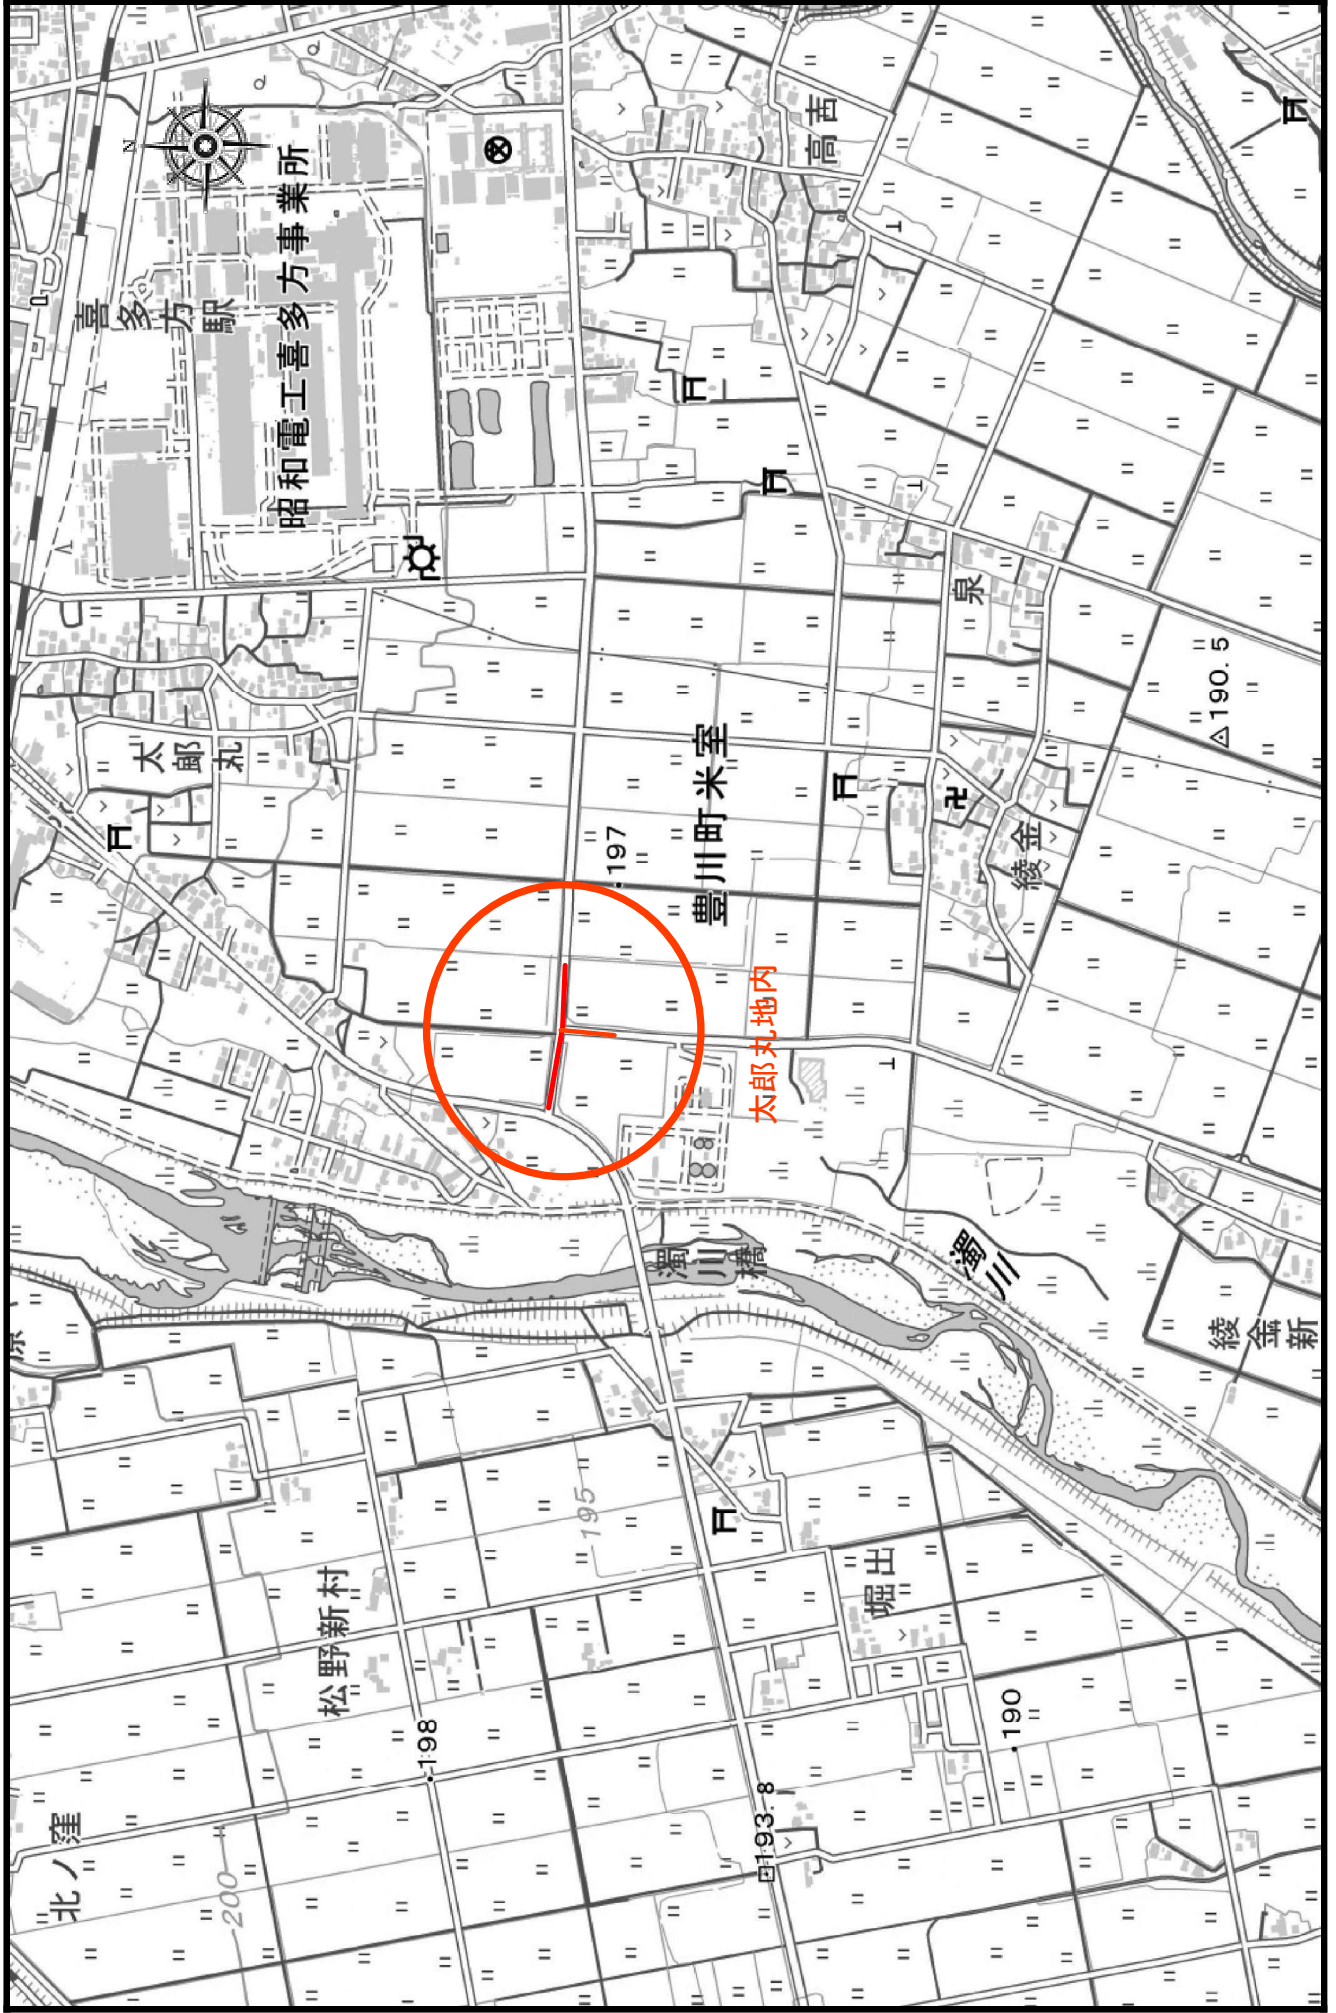 N
喜多方駅
昭和電工喜多方事業所
高吉
太郎丸
197
豊川町米室
泉
190.5
綾金
太郎丸地内
濁川橋
濁川
綾金新
195
松野新村
堀出
198
190
193.8
北ノ窪
200